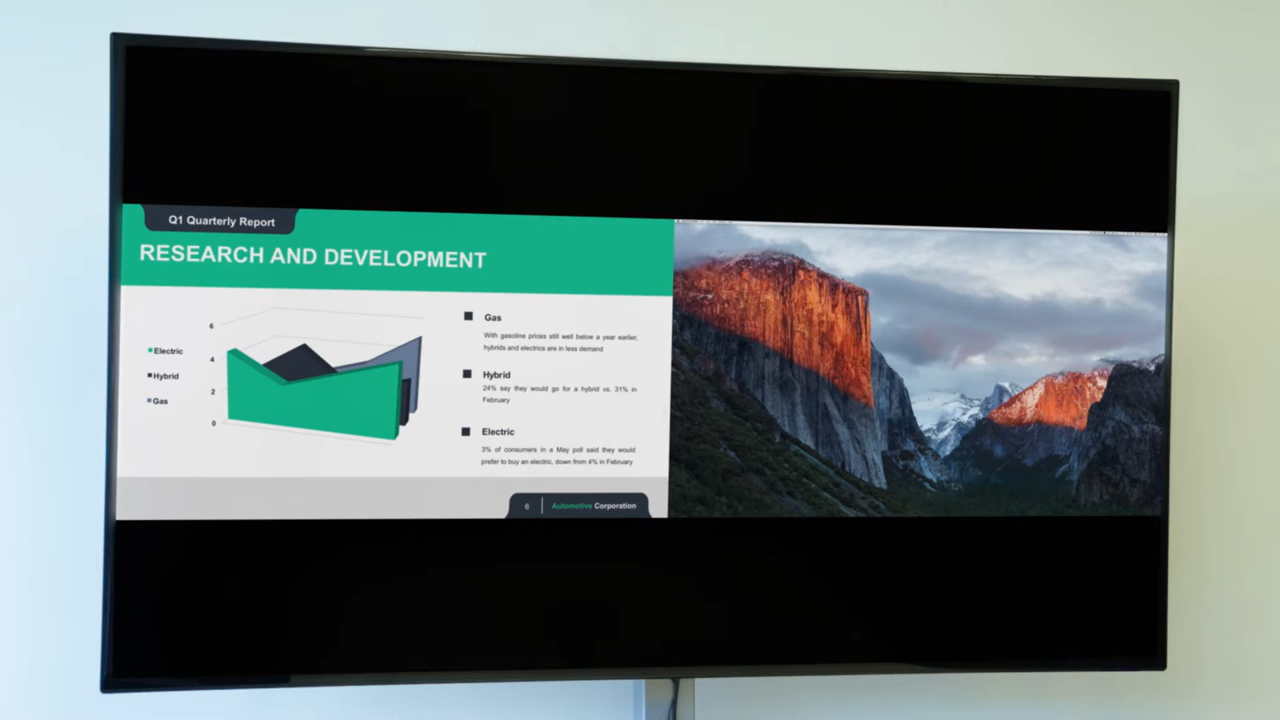 Q1 Quarterly Report
RESEARCH AND DEVELOPMENT
6
4
2
0
Electric
Hybrid
Gas
Gas
With gasoline prices still well below a year earlier,
hybrids and electrics are in less demand
Hybrid
24% say they would go for a hybrid vs. 31% in
February
Electric
3% of consumers in a May poll said they would
prefer to buy an electric, down from 4% in February
6 Automotive Corporation